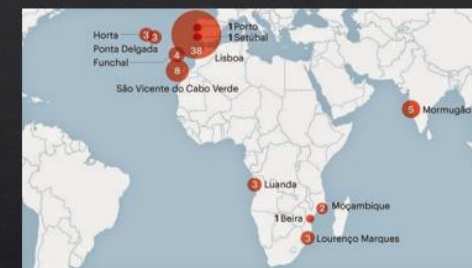 1 Porto
1 Setúbal
Horta 3
3
Ponta Delgada
38
Lisboa
Funchal 4
8
São Vicente do Cabo Verde
5 Mormugão
3 Luanda
2 Moçambique
1 Beira
3 Lourenço Marques